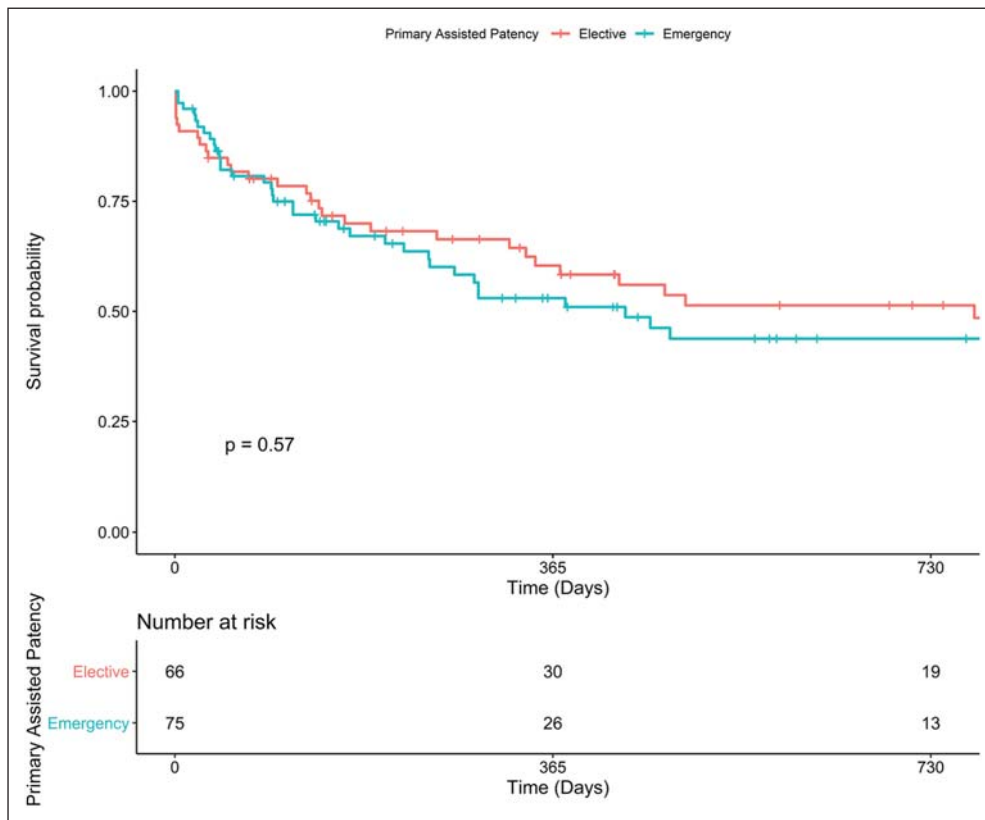 Primary Assisted Patency Elective Emergency
1.00
0.75
0.50
0.25
0.00
Survival probability
p = 0.57
0 365 730
Time (Days)
Number at risk
Primary Assisted Patency
Elective 66 30 19
Emergency 75 26 13
0 365 730
Time (Days)